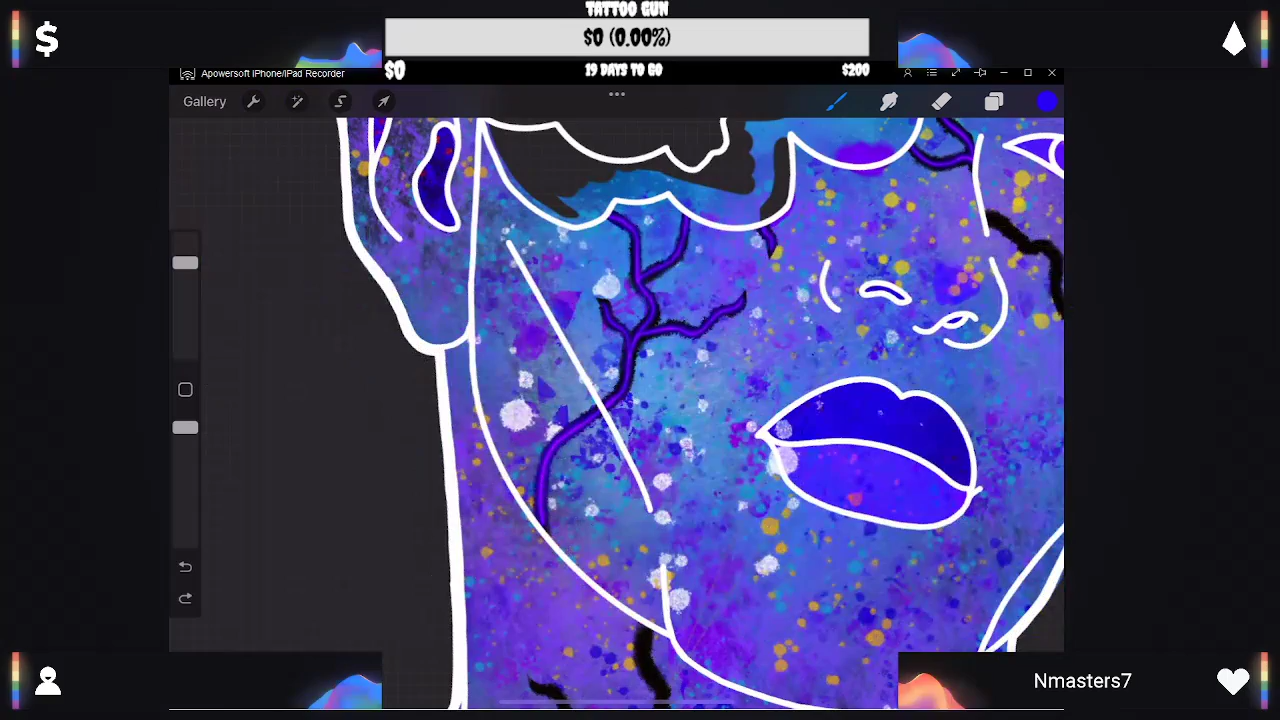 TATTOO GUN
$0 (0.00%)
$0 19 DAYS TO GO $200
Apowersoft iPhone/iPad Recorder
Gallery
Nmasters7